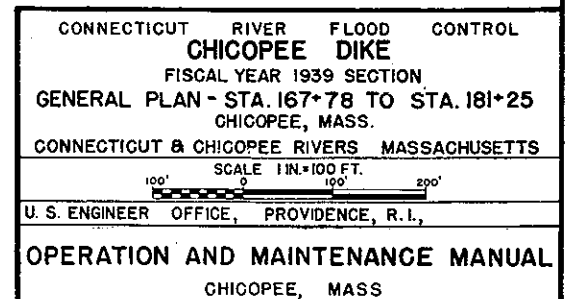 CONNECTICUT RIVER FLOOD CONTROL
CHICOPEE DIKE
FISCAL YEAR 1939 SECTION
GENERAL PLAN - STA. 167+78 TO STA. 181+25
CHICOPEE, MASS.
CONNECTICUT & CHICOPEE RIVERS MASSACHUSETTS
SCALE 1 IN.=100 FT.
100' 0 100' 200'
U. S. ENGINEER OFFICE, PROVIDENCE, R. I.,
OPERATION AND MAINTENANCE MANUAL
CHICOPEE, MASS